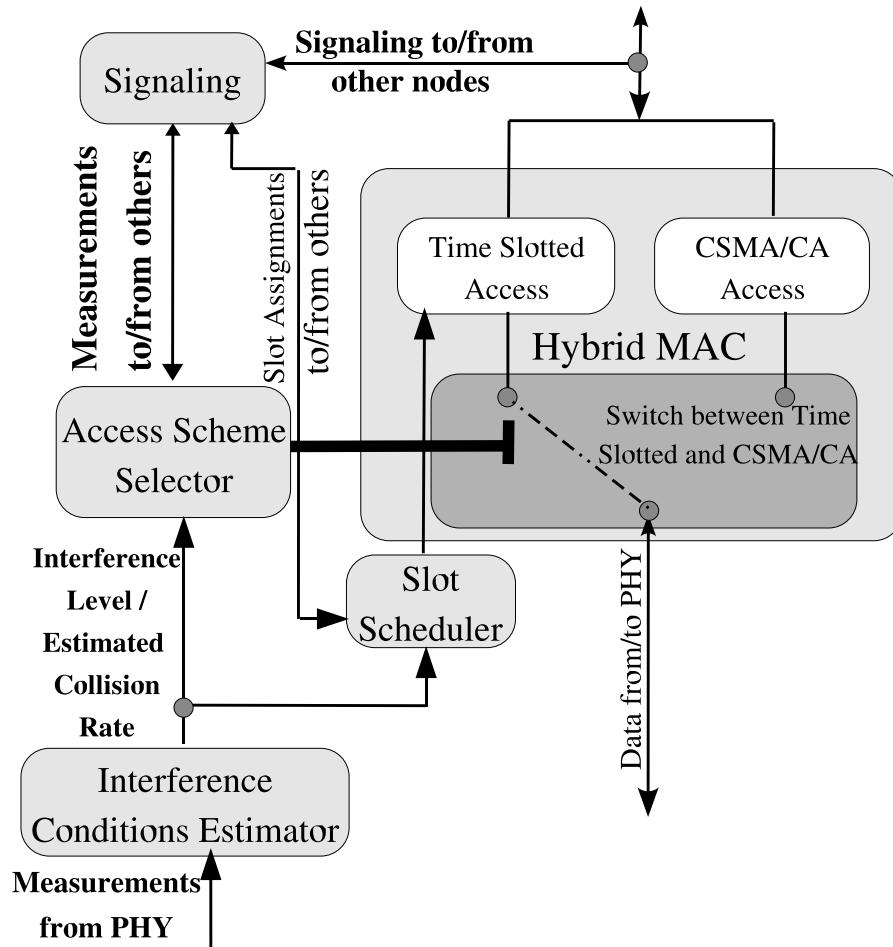 Signaling to/from
other nodes
Signaling
Measurements
to/from others
Slot Assignments
to/from others
Time Slotted
Access
CSMA/CA
Access
Hybrid MAC
Switch between Time
Slotted and CSMA/CA
Access Scheme
Selector
Interference
Level /
Estimated
Collision
Rate
Slot
Scheduler
Data from/to PHY
Interference
Conditions Estimator
Measurements
from PHY